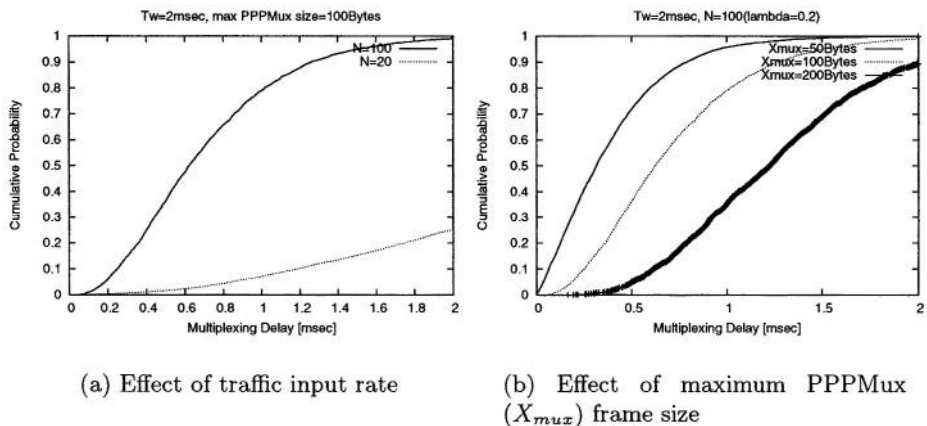 Tw=2msec, max PPPMux size=100Bytes
1
0.9
0.8
0.7
0.6
0.5
0.4
0.3
0.2
0.1
0
Cumulative Probability
N=100
N=20
0 0.2 0.4 0.6 0.8 1 1.2 1.4 1.6 1.8 2
Multiplexing Delay [msec]
(a) Effect of traffic input rate
Tw=2msec, N=100(lambda=0.2)
1
0.9
0.8
0.7
0.6
0.5
0.4
0.3
0.2
0.1
0
Cumulative Probability
Xmux=50Bytes
Xmux=100Bytes
Xmux=200Bytes
0 0.5 1 1.5 2
Multiplexing Delay [msec]
(b) Effect of maximum PPPMux
(Xmux) frame size